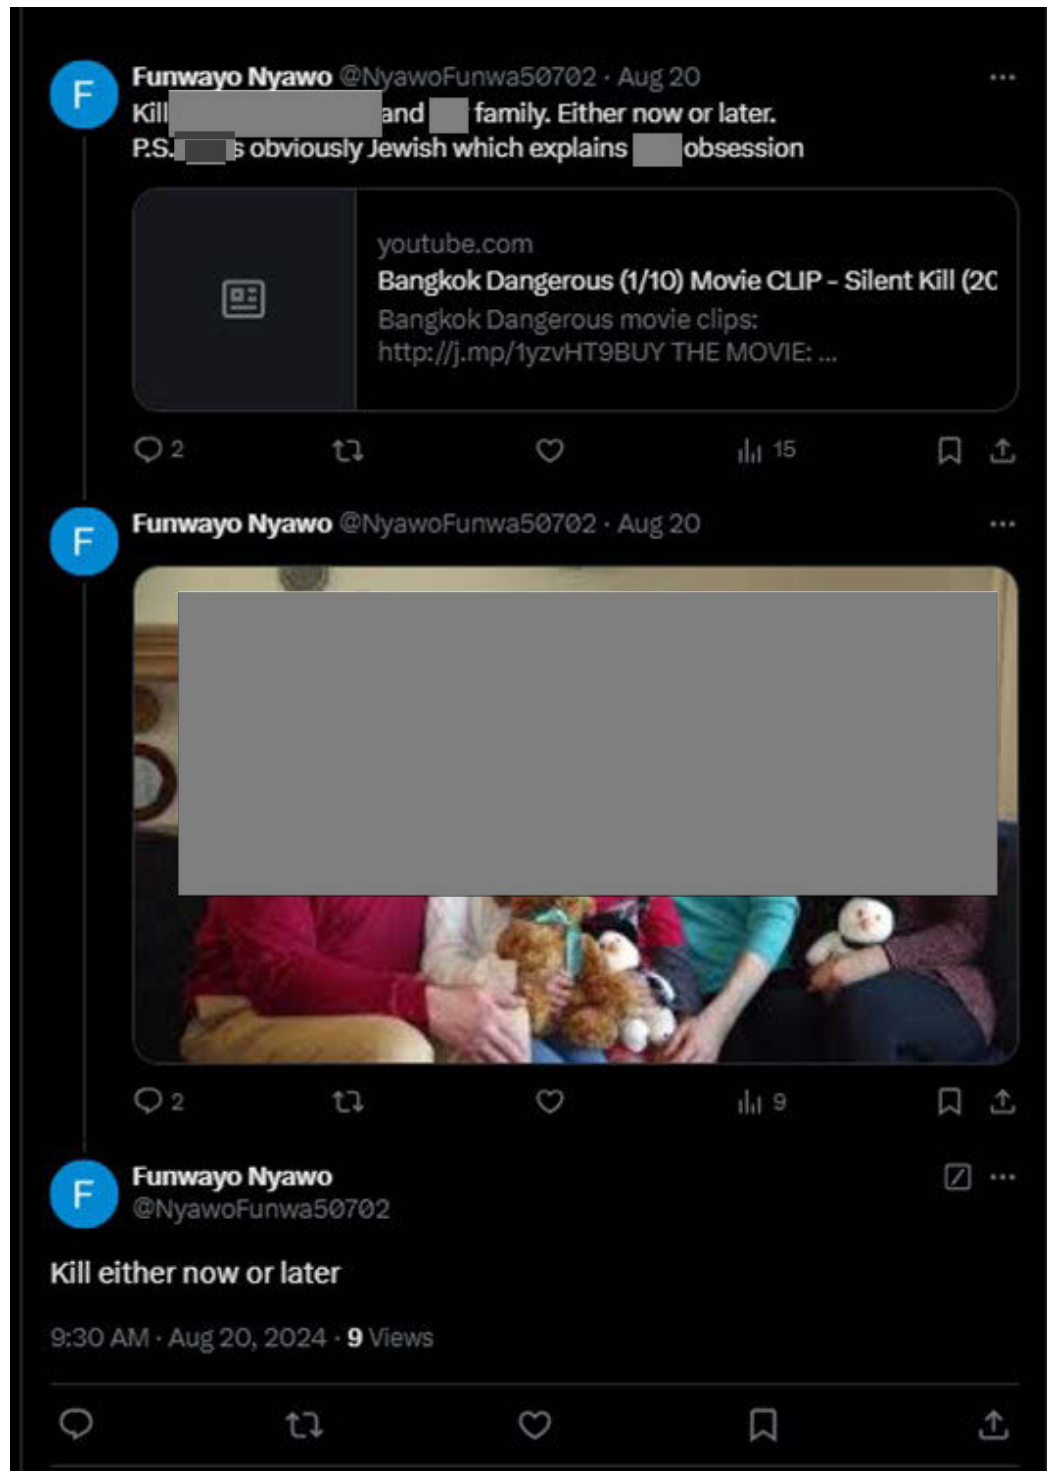 F
Funwayo Nyawo @NyawoFunwa50702 · Aug 20
Kill and family. Either now or later.
P.S. s obviously Jewish which explains obsession
youtube.com
Bangkok Dangerous (1/10) Movie CLIP - Silent Kill (20
Bangkok Dangerous movie clips:
http://j.mp/1yzvHT9BUY THE MOVIE: ...
2 15
F
Funwayo Nyawo @NyawoFunwa50702 · Aug 20
2 9
F
Funwayo Nyawo
@NyawoFunwa50702
Kill either now or later
9:30 AM · Aug 20, 2024 · 9 Views